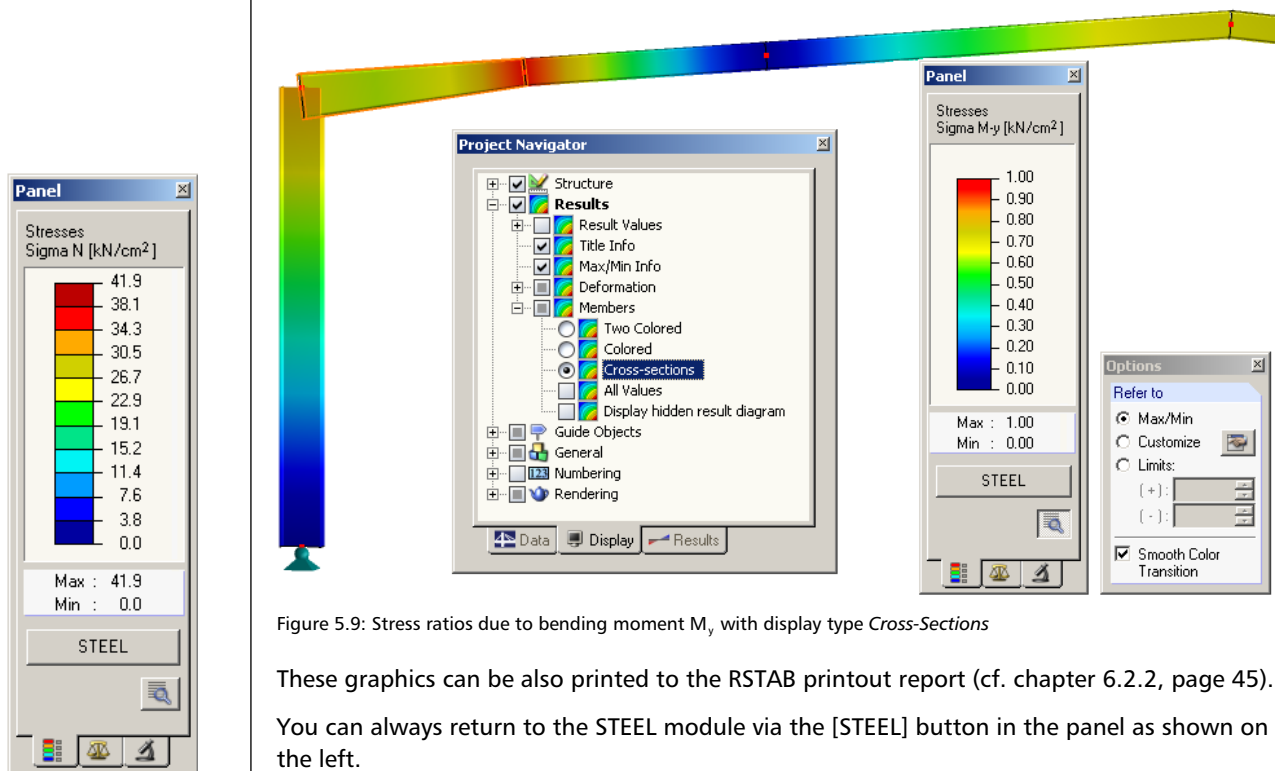 Panel
Stresses
Sigma N [kN/cm²]
41.9
38.1
34.3
30.5
26.7
22.9
19.1
15.2
11.4
7.6
3.8
0.0
Max : 41.9
Min : 0.0
STEEL
Project Navigator
Structure
Results
Result Values
Title Info
Max/Min Info
Deformation
Members
Two Colored
Colored
Cross-sections
All Values
Display hidden result diagram
Guide Objects
General
123 Numbering
Rendering
Data
Display
Results
Panel
Stresses
Sigma M-y [kN/cm²]
1.00
0.90
0.80
0.70
0.60
0.50
0.40
0.30
0.20
0.10
0.00
Max : 1.00
Min : 0.00
STEEL
Options
Refer to
Max/Min
Customize
Limits:
(+):
(-):
Smooth Color
Transition
Figure 5.9: Stress ratios due to bending moment My with display type Cross-Sections
These graphics can be also printed to the RSTAB printout report (cf. chapter 6.2.2, page 45).
You can always return to the STEEL module via the [STEEL] button in the panel as shown on
the left.